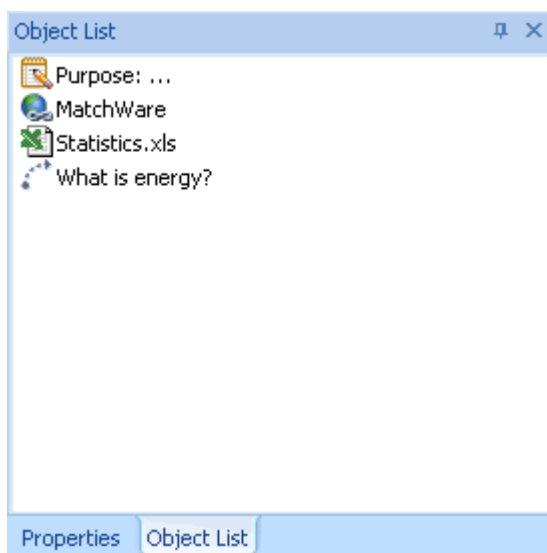 Object List
Purpose: ...
MatchWare
Statistics.xls
What is energy?
Properties Object List